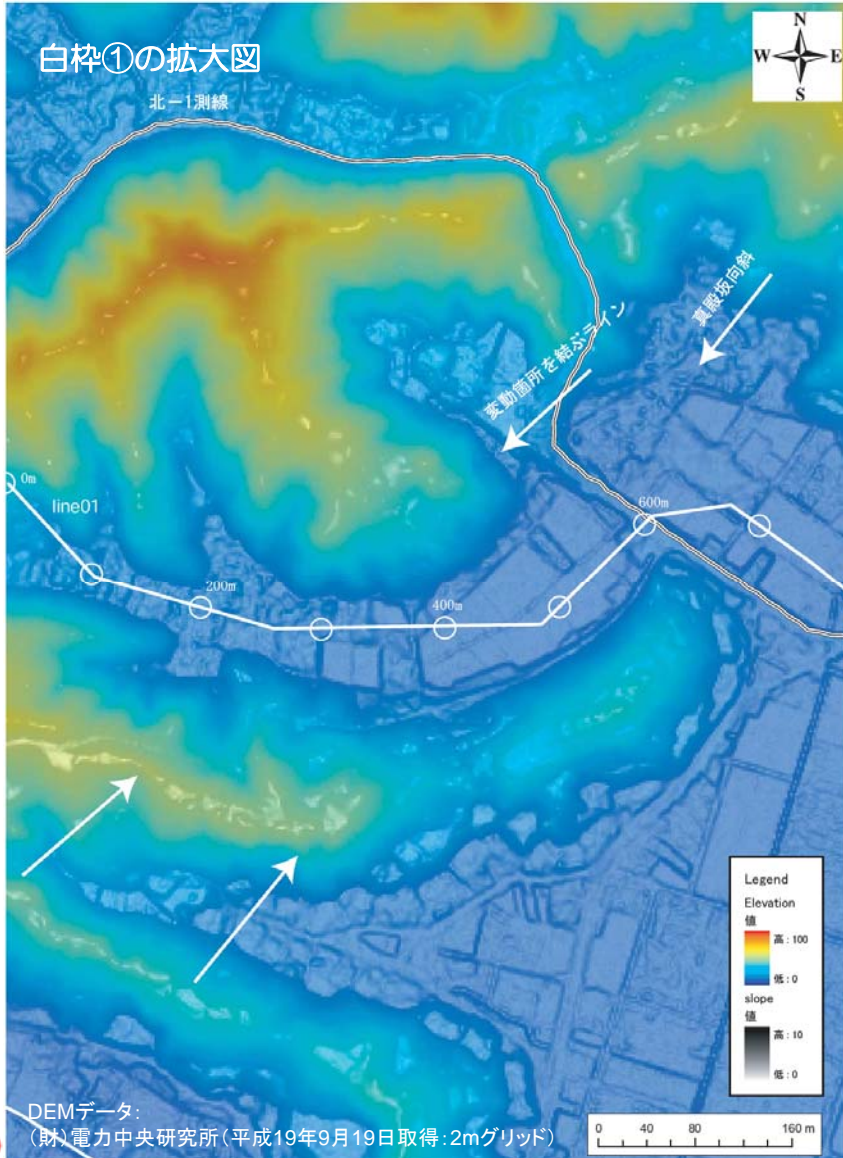 白枠①の拡大図
N
W E
S
北－1測線
真殿坂向斜
変動箇所を結ぶライン
0m
line01
600m
200m
400m
Legend
Elevation
値
高：100
低：0
slope
値
高：10
低：0
DEMデータ：
（財）電力中央研究所（平成19年9月19日取得：2mグリッド）
0 40 80 160 m